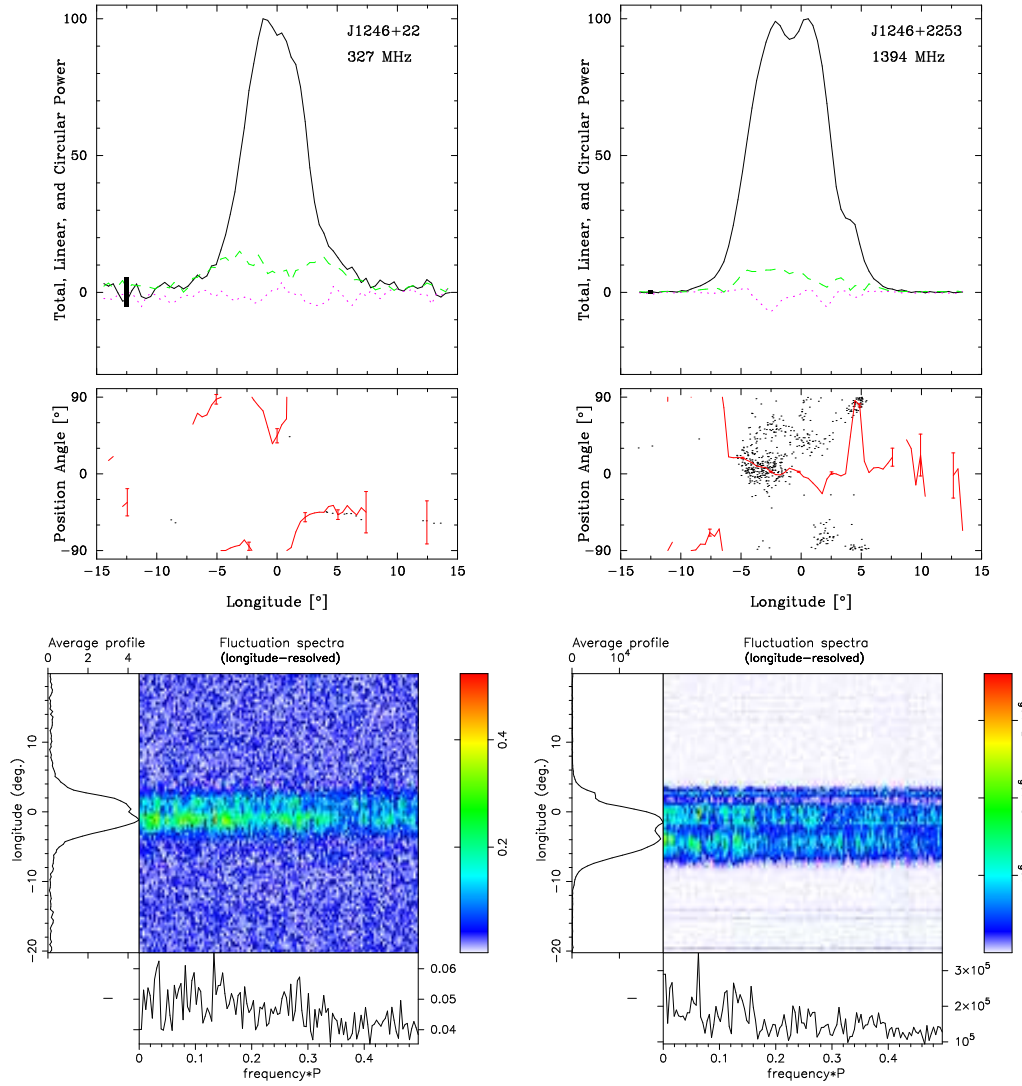 J1246+22
327 MHz
Total, Linear, and Circular Power
100
50
0
Position Angle [°]
90
0
−90
−15 −10 −5 0 5 10 15
Longitude [°]
J1246+2253
1394 MHz
Total, Linear, and Circular Power
100
50
0
Position Angle [°]
90
0
−90
−15 −10 −5 0 5 10 15
Longitude [°]
Average profile
0 2 4
Fluctuation spectra
(longitude−resolved)
longitude (deg.)
10
0
−10
−20
0.4
0.2
0.06
0.05
0.04
0 0.1 0.2 0.3 0.4
frequency*P
Average profile
0 10⁴
Fluctuation spectra
(longitude−resolved)
longitude (deg.)
10
0
−10
−20
3×10⁵
2×10⁵
10⁵
0 0.1 0.2 0.3 0.4
frequency*P